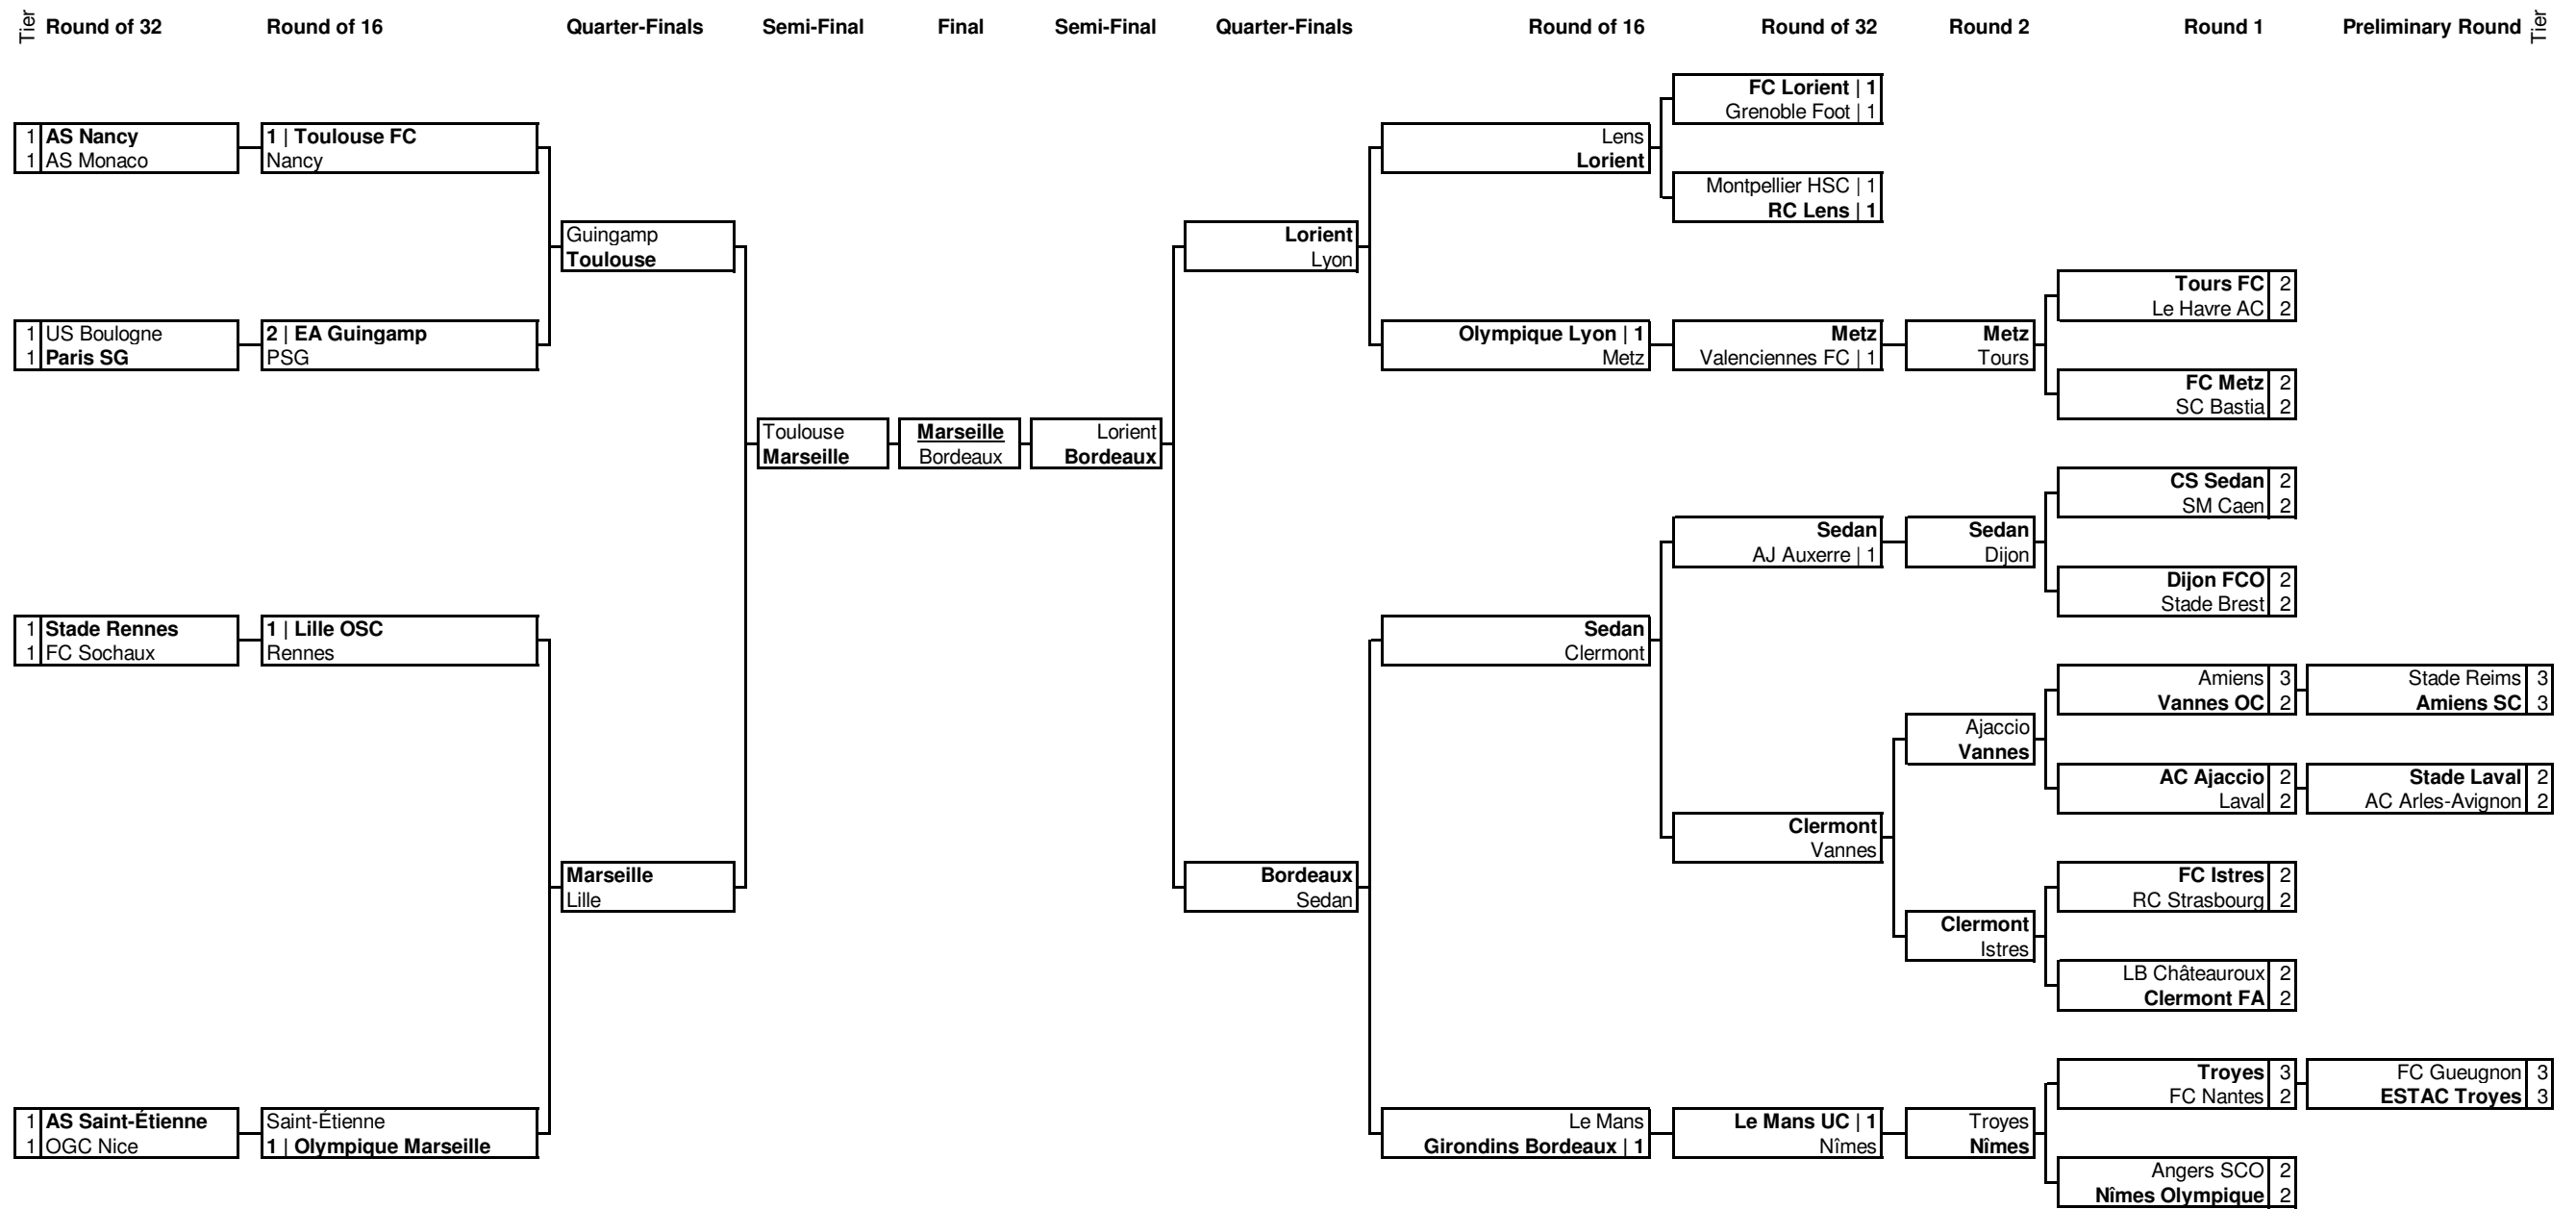 Tier Round of 32 Round of 16 Quarter-Finals Semi-Final Final Semi-Final Quarter-Finals Round of 16 Round of 32 Round 2 Round 1 Preliminary Round Tier
1 AS Nancy
1 AS Monaco
1 US Boulogne
1 Paris SG
1 Stade Rennes
1 FC Sochaux
1 AS Saint-Étienne
1 OGC Nice
1 | Toulouse FC
Nancy
2 | EA Guingamp
PSG
1 | Lille OSC
Rennes
Saint-Étienne
1 | Olympique Marseille
Guingamp
Toulouse
Marseille
Lille
Toulouse
Marseille
Marseille
Bordeaux
Lorient
Bordeaux
Lorient
Lyon
Bordeaux
Sedan
Lens
Lorient
Olympique Lyon | 1
Metz
Sedan
Clermont
Le Mans
Girondins Bordeaux | 1
FC Lorient | 1
Grenoble Foot | 1
Montpellier HSC | 1
RC Lens | 1
Metz
Valenciennes FC | 1
Sedan
AJ Auxerre | 1
Clermont
Vannes
Le Mans UC | 1
Nîmes
Metz
Tours
Sedan
Dijon
Ajaccio
Vannes
Clermont
Istres
Troyes
Nîmes
Tours FC 2
Le Havre AC 2
FC Metz 2
SC Bastia 2
CS Sedan 2
SM Caen 2
Dijon FCO 2
Stade Brest 2
Amiens 3
Vannes OC 2
AC Ajaccio 2
Laval 2
FC Istres 2
RC Strasbourg 2
LB Châteauroux 2
Clermont FA 2
Troyes 3
FC Nantes 2
Angers SCO 2
Nîmes Olympique 2
Stade Reims 3
Amiens SC 3
Stade Laval 2
AC Arles-Avignon 2
FC Gueugnon 3
ESTAC Troyes 3